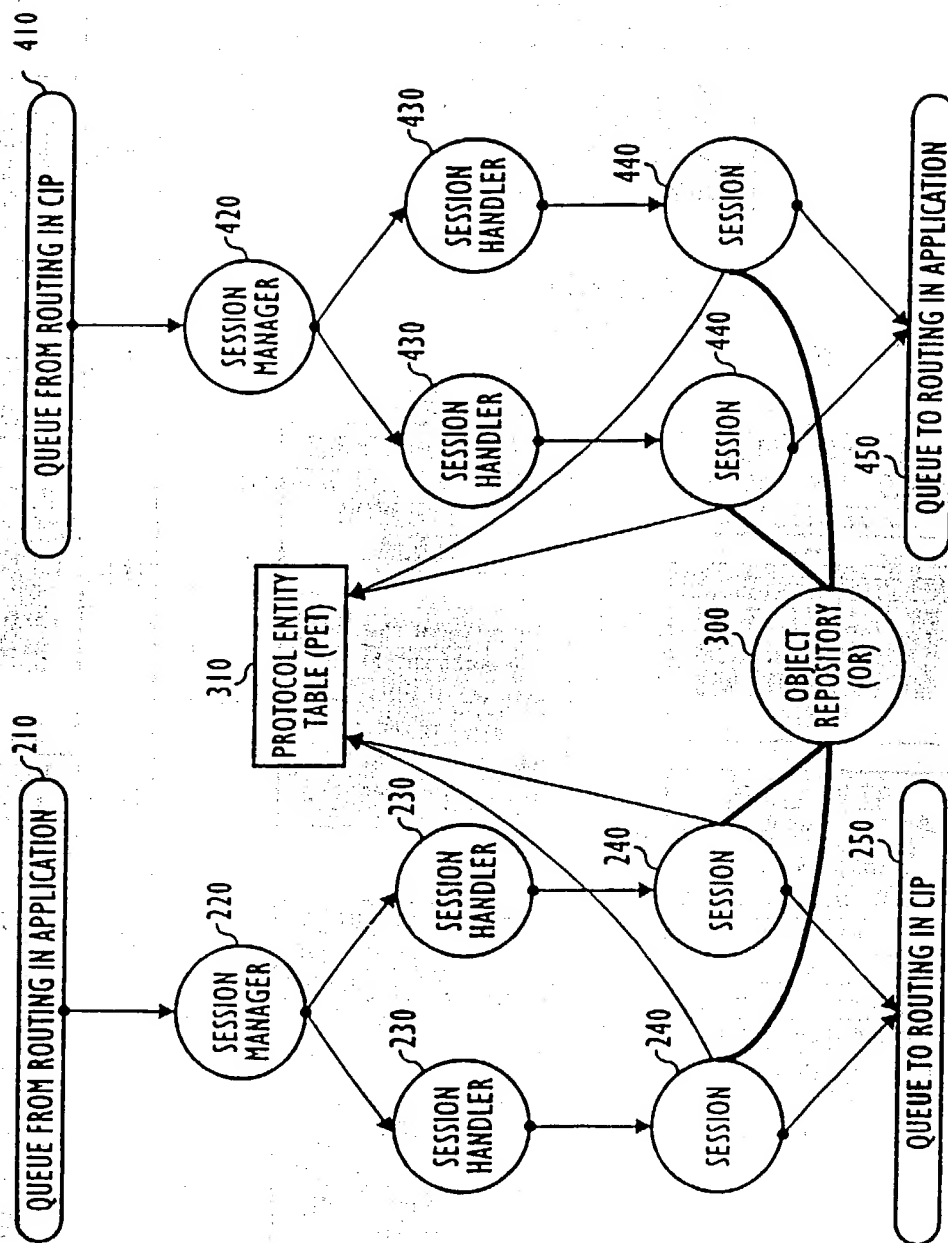 QUEUE FROM ROUTING IN APPLICATION
210
QUEUE FROM ROUTING IN CIP
410
SESSION
MANAGER
220
SESSION
MANAGER
420
310
PROTOCOL ENTITY
TABLE (PET)
SESSION
HANDLER
230
SESSION
HANDLER
230
SESSION
HANDLER
430
SESSION
HANDLER
430
SESSION
240
SESSION
240
SESSION
440
SESSION
440
300
OBJECT
REPOSITORY
(OR)
QUEUE TO ROUTING IN CIP
250
450
QUEUE TO ROUTING IN APPLICATION